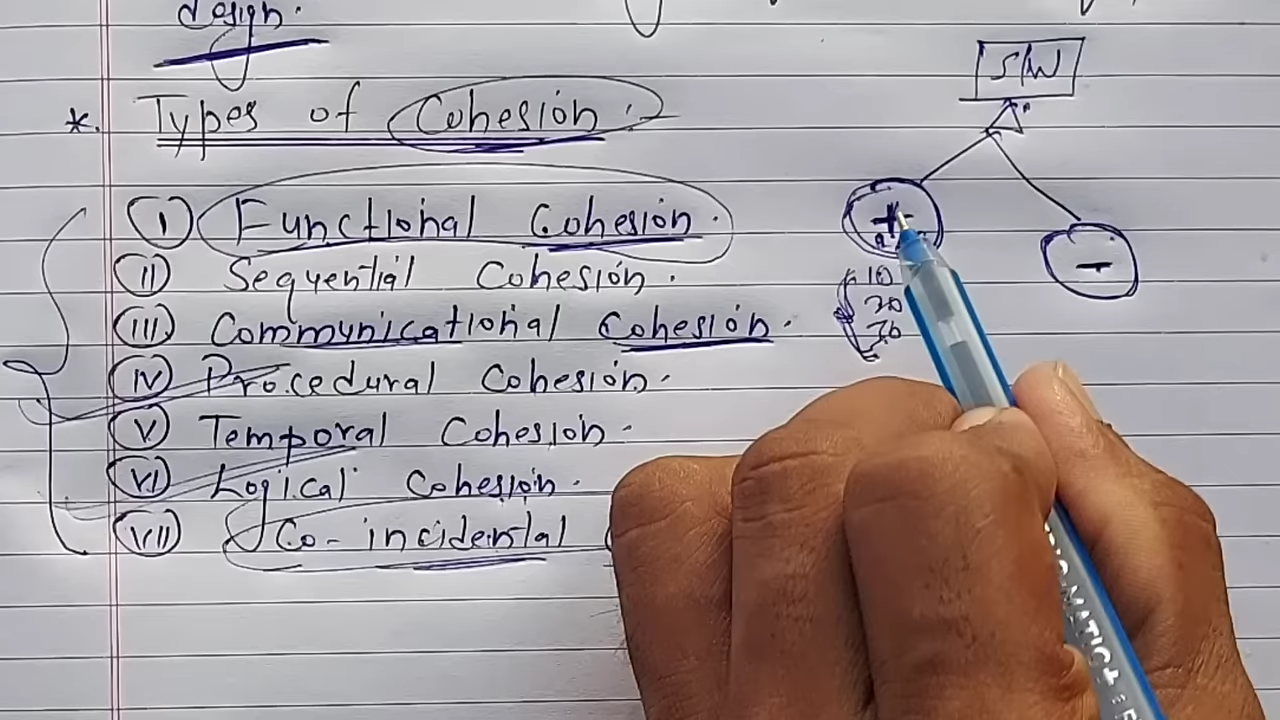 design.
*. Types of Cohesion :-
I) Functional Cohesion.
II) Sequential Cohesion.
III) Communicational Cohesion.
IV) Procedural Cohesion.
V) Temporal Cohesion.
VI) Logical Cohesion.
VII) Co-incidental
S/W
+
-
10
20